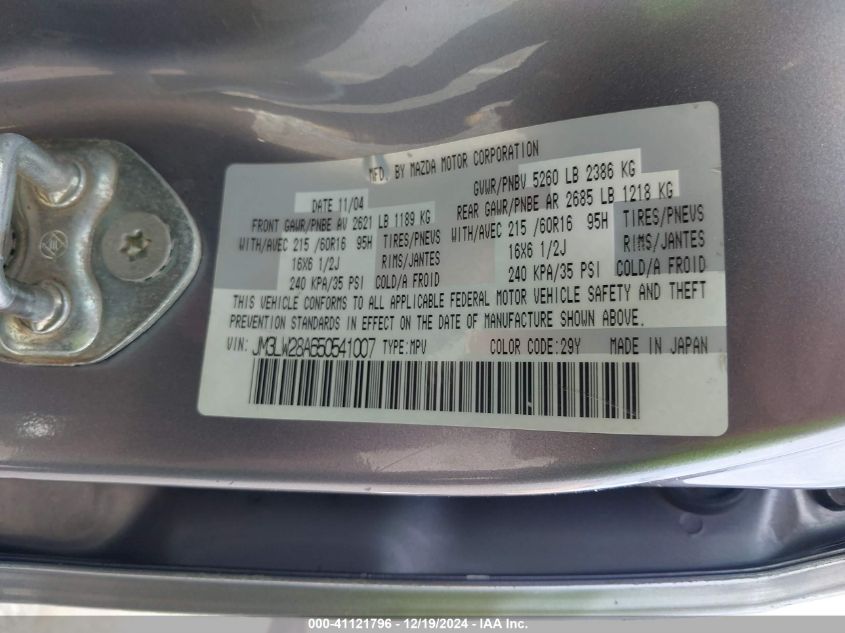 MFD. BY MAZDA MOTOR CORPORATION
DATE 11/04 GVWR/PNBV 5260 LB 2386 KG
FRONT GAWR/PNBE AV 2621 LB 1189 KG REAR GAWR/PNBE AR 2685 LB 1218 KG
WITH/AVEC 215 /60R16 95H TIRES/PNEVS WITH/AVEC 215 /60R16 95H TIRES/PNEVS
16X6 1/2J RIMS/JANTES 16X6 1/2J RIMS/JANTES
240 KPA/35 PSI COLD/A FROID 240 KPA/35 PSI COLD/A FROID
THIS VEHICLE CONFORMS TO ALL APPLICABLE FEDERAL MOTOR VEHICLE SAFETY AND THEFT
PREVENTION STANDARDS IN EFFECT ON THE DATE OF MANUFACTURE SHOWN ABOVE.
VIN: JM3LW28A650541007 TYPE:MPV COLOR CODE:29Y MADE IN JAPAN
000-41121796 - 12/19/2024 - IAA Inc.